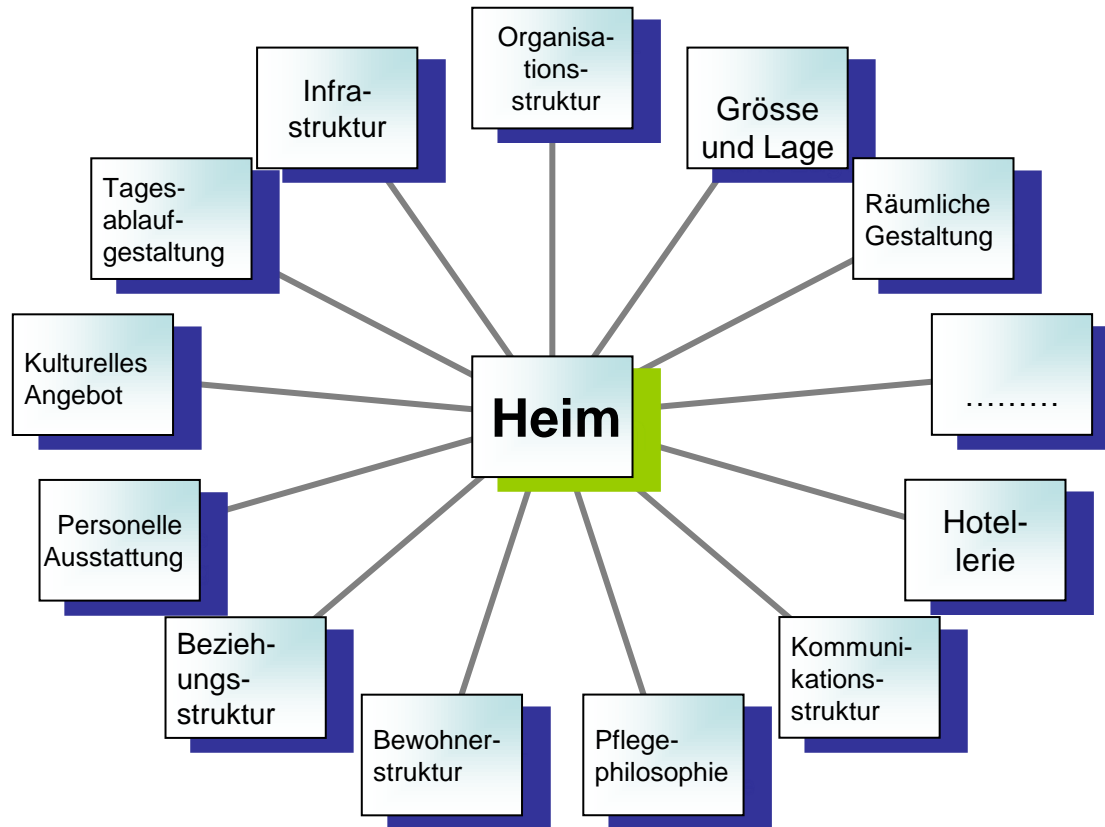 Organisa-
tions-
struktur
Infra-
struktur
Grösse
und Lage
Tages-
ablauf-
gestaltung
Räumliche
Gestaltung
Kulturelles
Angebot
Heim
.........
Personelle
Ausstattung
Hotel-
lerie
Bezieh-
ungs-
struktur
Kommuni-
kations-
struktur
Bewohner-
struktur
Pflege-
philosophie